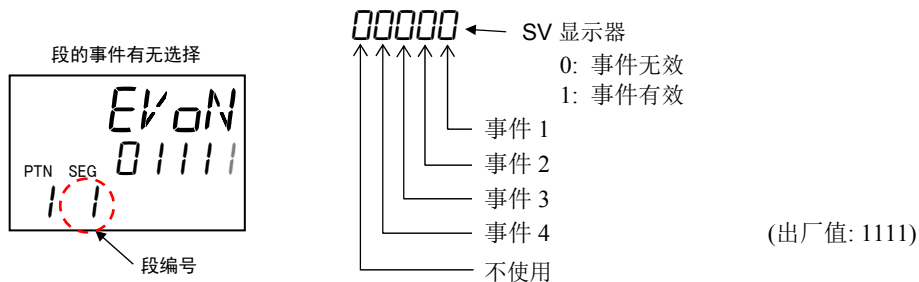 段的事件有无选择
EVoN
01111
PTN SEG
1 1
段编号
00000 SV 显示器
0: 事件无效
1: 事件有效
事件 1
事件 2
事件 3
事件 4
不使用
(出厂值: 1111)